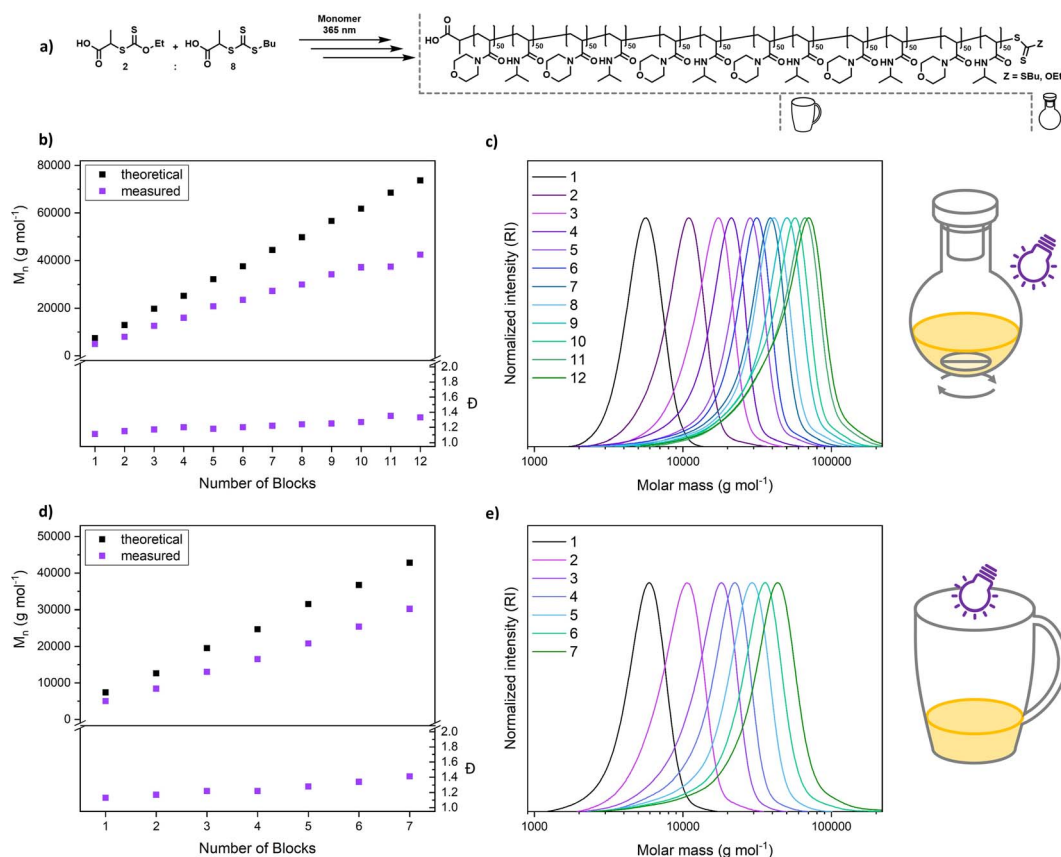 a)
HO
O
S
S
O
Et
2
+
:
HO
O
S
S
S
Bu
8
Monomer
365 nm
HO
O
50 50 50 50 50 50 50 50 50 50 50 50
S
S
Z
O N O HN O O N O HN O O N O HN O O N O HN O O N O HN O O N O HN O
Z = SBu, OEt
b)
theoretical
measured
Mn (g mol-1)
80000
60000
40000
20000
0
2.0
1.8
1.6
1.4
1.2
1.0
Đ
1 2 3 4 5 6 7 8 9 10 11 12
Number of Blocks
c)
Normalized intensity (RI)
1
2
3
4
5
6
7
8
9
10
11
12
1000 10000 100000
Molar mass (g mol-1)
d)
theoretical
measured
Mn (g mol-1)
50000
40000
30000
20000
10000
0
2.0
1.8
1.6
1.4
1.2
1.0
Đ
1 2 3 4 5 6 7
Number of Blocks
e)
Normalized intensity (RI)
1
2
3
4
5
6
7
1000 10000 100000
Molar mass (g mol-1)